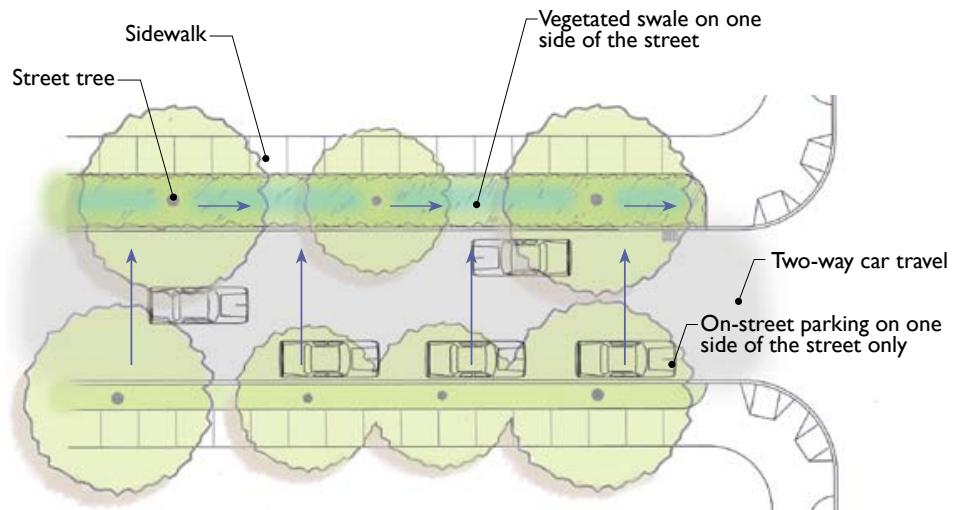 Vegetated swale on one
side of the street
Sidewalk
Street tree
Two-way car travel
On-street parking on one
side of the street only